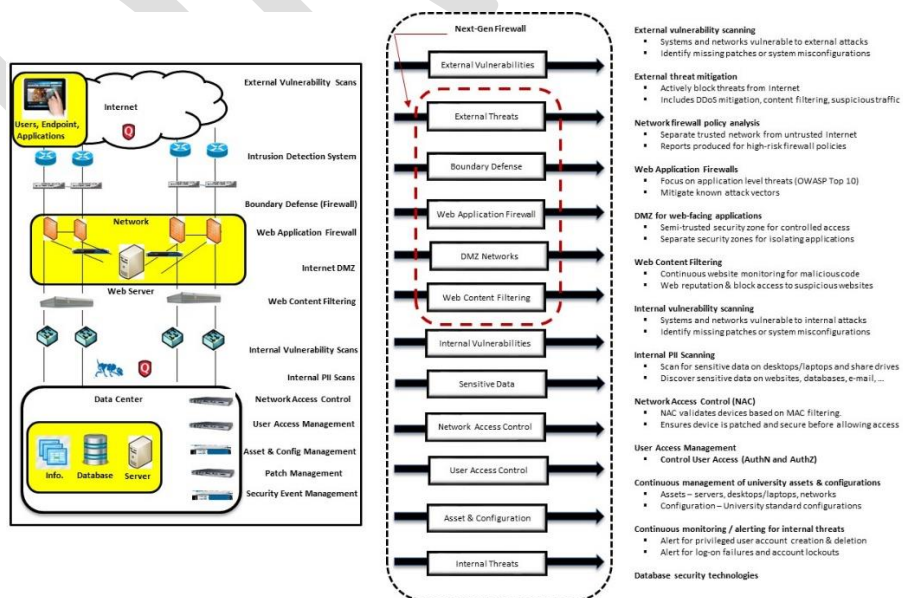 External Vulnerability Scans
Internet
Users, Endpoint,
Applications
Intrusion Detection System
Boundary Defense (Firewall)
Network
Web Application Firewall
Internet DMZ
Web Server
Web Content Filtering
Internal Vulnerability Scans
Internal PII Scans
Data Center
Network Access Control
User Access Management
Asset & Config Management
Info. Database Server
Patch Management
Security Event Management
Next-Gen Firewall
External Vulnerabilities
External Threats
Boundary Defense
Web Application Firewall
DMZ Networks
Web Content Filtering
Internal Vulnerabilities
Sensitive Data
Network Access Control
User Access Control
Asset & Configuration
Internal Threats
External vulnerability scanning
▪ Systems and networks vulnerable to external attacks
▪ Identify missing patches or system misconfigurations
External threat mitigation
▪ Actively block threats from Internet
▪ Includes DDoS mitigation, content filtering, suspicious traffic
Network firewall policy analysis
▪ Separate trusted network from untrusted Internet
▪ Reports produced for high-risk firewall policies
Web Application Firewalls
▪ Focus on application level threats (OWASP Top 10)
▪ Mitigate known attack vectors
DMZ for web-facing applications
▪ Semi-trusted security zone for controlled access
▪ Separate security zones for isolating applications
Web Content Filtering
▪ Continuous website monitoring for malicious code
▪ Web reputation & block access to suspicious websites
Internal vulnerability scanning
▪ Systems and networks vulnerable to internal attacks
▪ Identify missing patches or system misconfigurations
Internal PII Scanning
▪ Scan for sensitive data on desktops/laptops and share drives
▪ Discover sensitive data on websites, databases, e-mail, ...
Network Access Control (NAC)
▪ NAC validates devices based on MAC filtering.
▪ Ensures device is patched and secure before allowing access
User Access Management
▪ Control User Access (AuthN and AuthZ)
Continuous management of university assets & configurations
▪ Assets – servers, desktops/laptops, networks
▪ Configuration – University standard configurations
Continuous monitoring / alerting for internal threats
▪ Alert for privileged user account creation & deletion
▪ Alert for log-on failures and account lockouts
Database security technologies